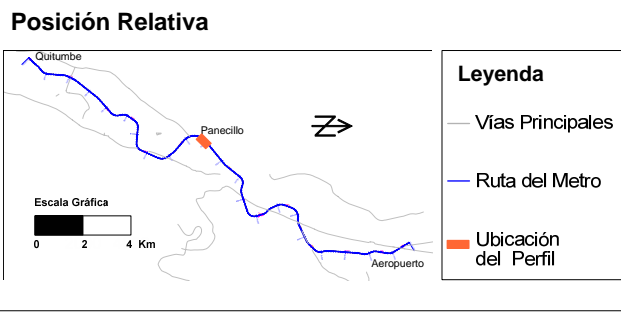 Posición Relativa
Quitumbe
Panecillo
Z
Escala Gráfica
0 2 4 Km
Aeropuerto
Leyenda
Vías Principales
Ruta del Metro
Ubicación
del Perfil